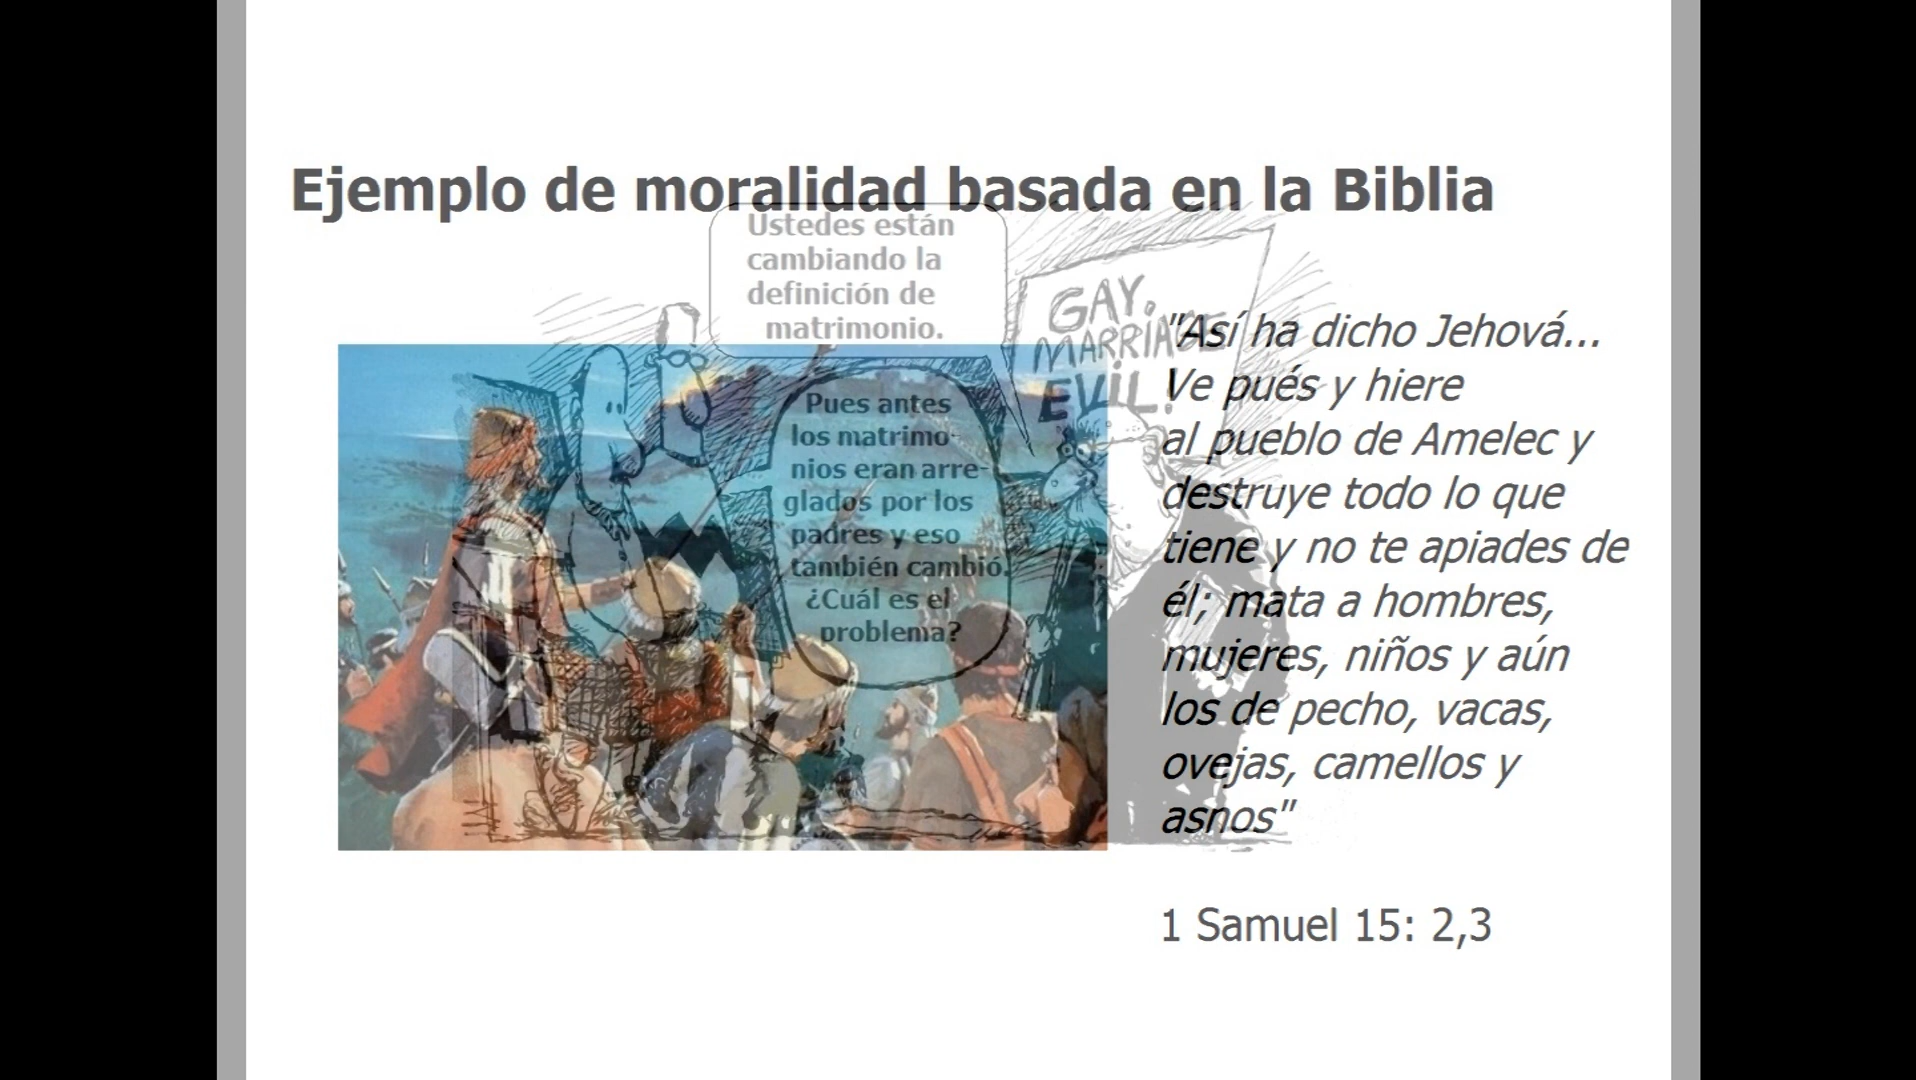 Ejemplo de moralidad basada en la Biblia
Ustedes están
cambiando la
definición de
matrimonio.
GAY
MARRIAGE
EVIL!
Pues antes
los matrimo-
nios eran arre-
glados por los
padres y eso
también cambió.
¿Cuál es el
problema?
"Así ha dicho Jehová...
Ve pués y hiere
al pueblo de Amelec y
destruye todo lo que
tiene y no te apiades de
él; mata a hombres,
mujeres, niños y aún
los de pecho, vacas,
ovejas, camellos y
asnos"
1 Samuel 15: 2,3